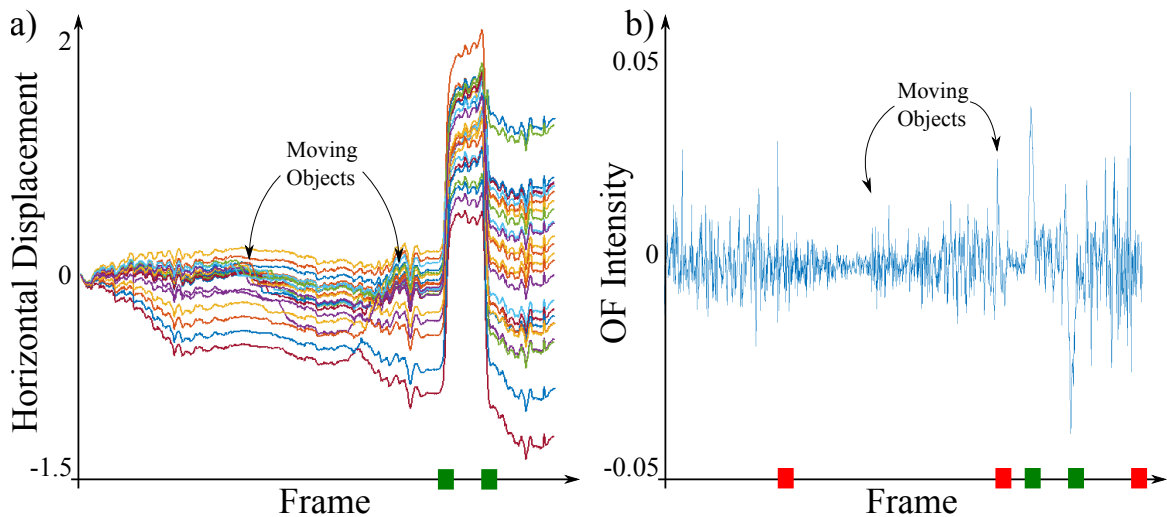 a)
2
Horizontal Displacement
Moving
Objects
0
-1.5
Frame
b)
0.05
OF Intensity
Moving
Objects
0
-0.05
Frame